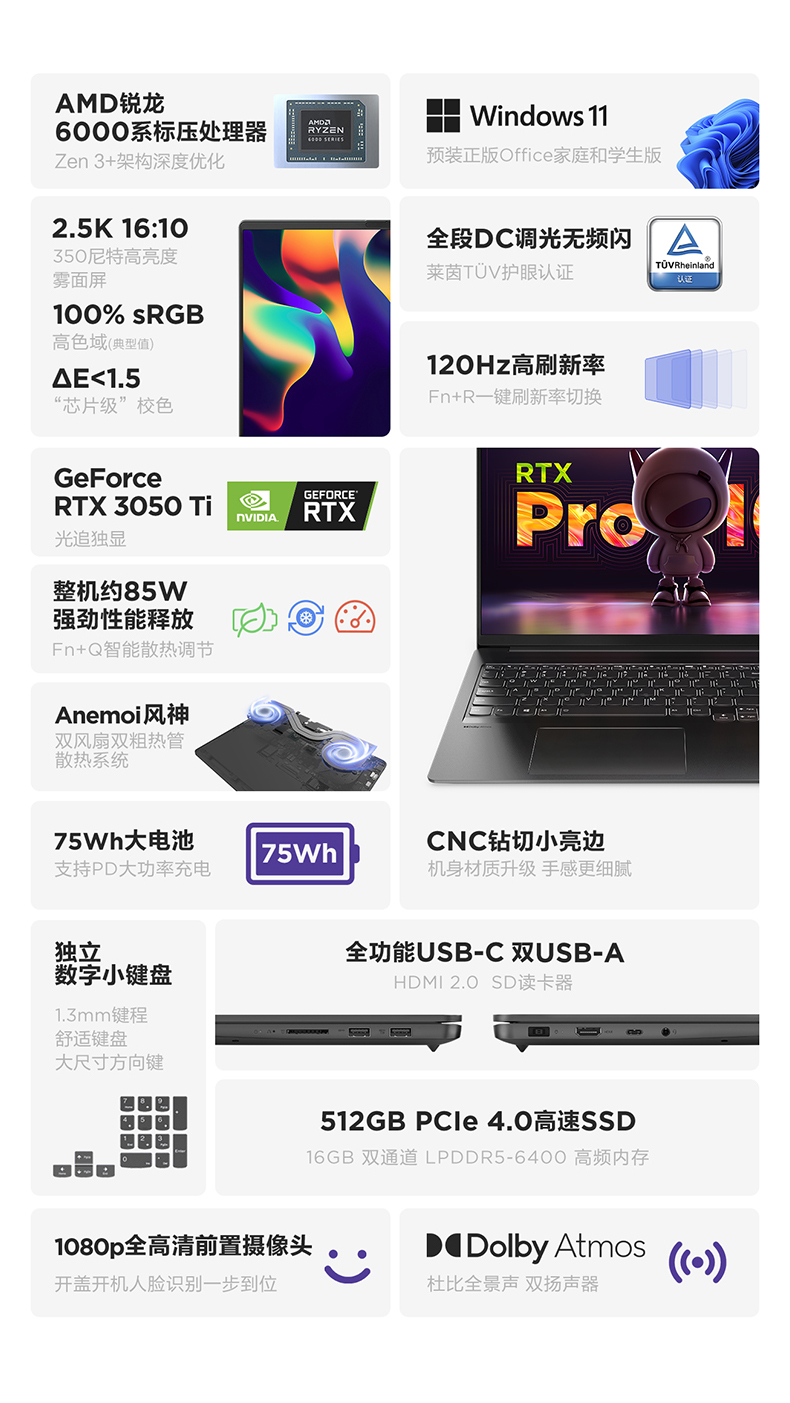 AMD锐龙
6000系标压处理器
Zen 3+架构深度优化
AMD
RYZEN
6000 SERIES
Windows 11
预装正版Office家庭和学生版
2.5K 16:10
350尼特高亮度
雾面屏
100% sRGB
高色域(典型值)
ΔE<1.5
“芯片级”校色
全段DC调光无频闪
莱茵TÜV护眼认证
TÜVRheinland®
认证
120Hz高刷新率
Fn+R一键刷新率切换
GeForce
RTX 3050 Ti
光追独显
NVIDIA.
GEFORCE®
RTX
整机约85W
强劲性能释放
Fn+Q智能散热调节
Anemoi风神
双风扇双粗热管
散热系统
75Wh大电池
支持PD大功率充电
75Wh
RTX
Pro 16
CNC钻切小亮边
机身材质升级 手感更细腻
独立
数字小键盘
1.3mm键程
舒适键盘
大尺寸方向键
7 8 9
4 5 6
1 2 3
0
Enter
全功能USB-C 双USB-A
HDMI 2.0 SD读卡器
512GB PCIe 4.0高速SSD
16GB 双通道 LPDDR5-6400 高频内存
1080p全高清前置摄像头
开盖开机人脸识别一步到位
Dolby Atmos
杜比全景声 双扬声器